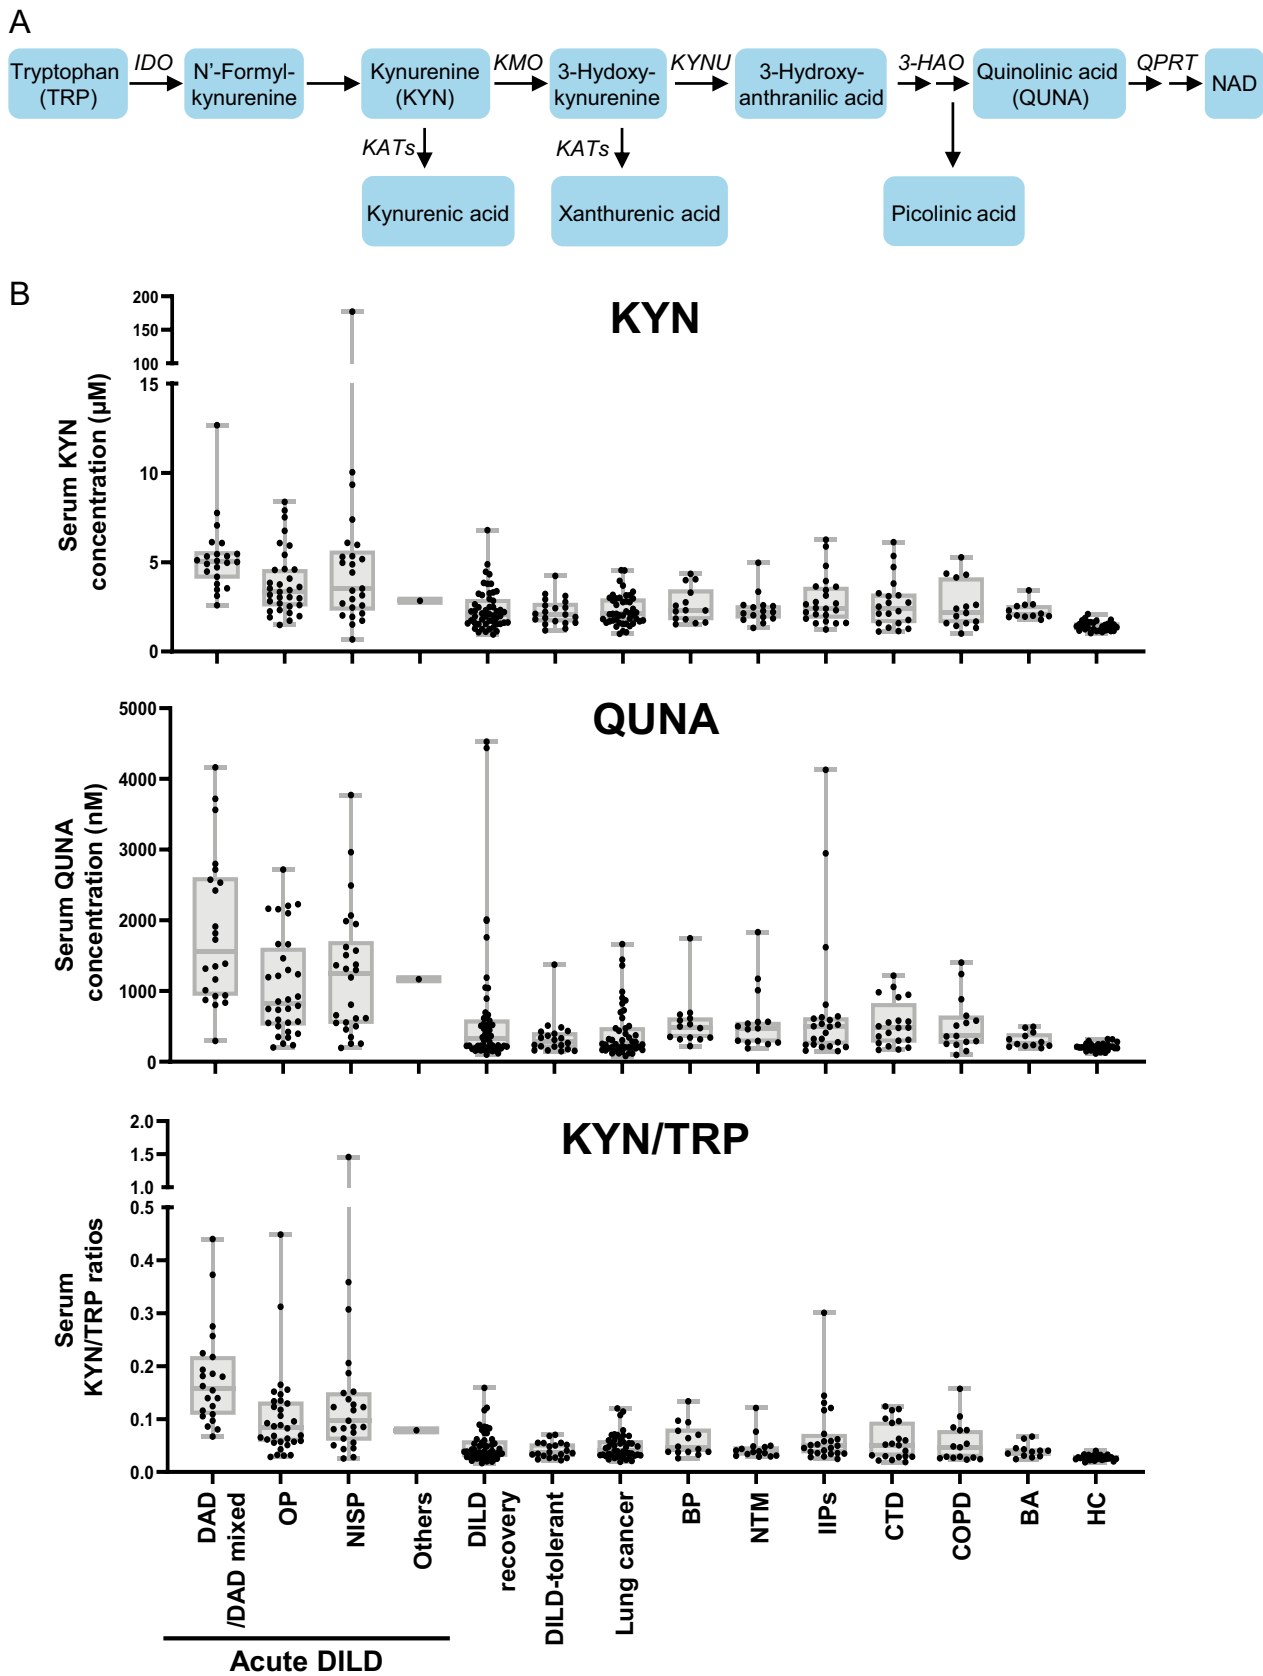 A
IDO
KMO
KYNU
3-HAO
QPRT
Tryptophan
(TRP)
N'-Formyl-
kynurenine
Kynurenine
(KYN)
3-Hydoxy-
kynurenine
3-Hydroxy-
anthranilic acid
Quinolinic acid
(QUNA)
NAD
KATs
KATs
Kynurenic acid
Xanthurenic acid
Picolinic acid
B
KYN
Serum KYN
concentration (µM)
200
150
100
15
10
5
0
QUNA
Serum QUNA
concentration (nM)
5000
4000
3000
2000
1000
0
KYN/TRP
Serum
KYN/TRP ratios
2.0
1.5
1.0
0.5
0.4
0.3
0.2
0.1
0.0
DAD
/DAD mixed
OP
NISP
Others
DILD
recovery
DILD-tolerant
Lung cancer
BP
NTM
IIPs
CTD
COPD
BA
HC
Acute DILD